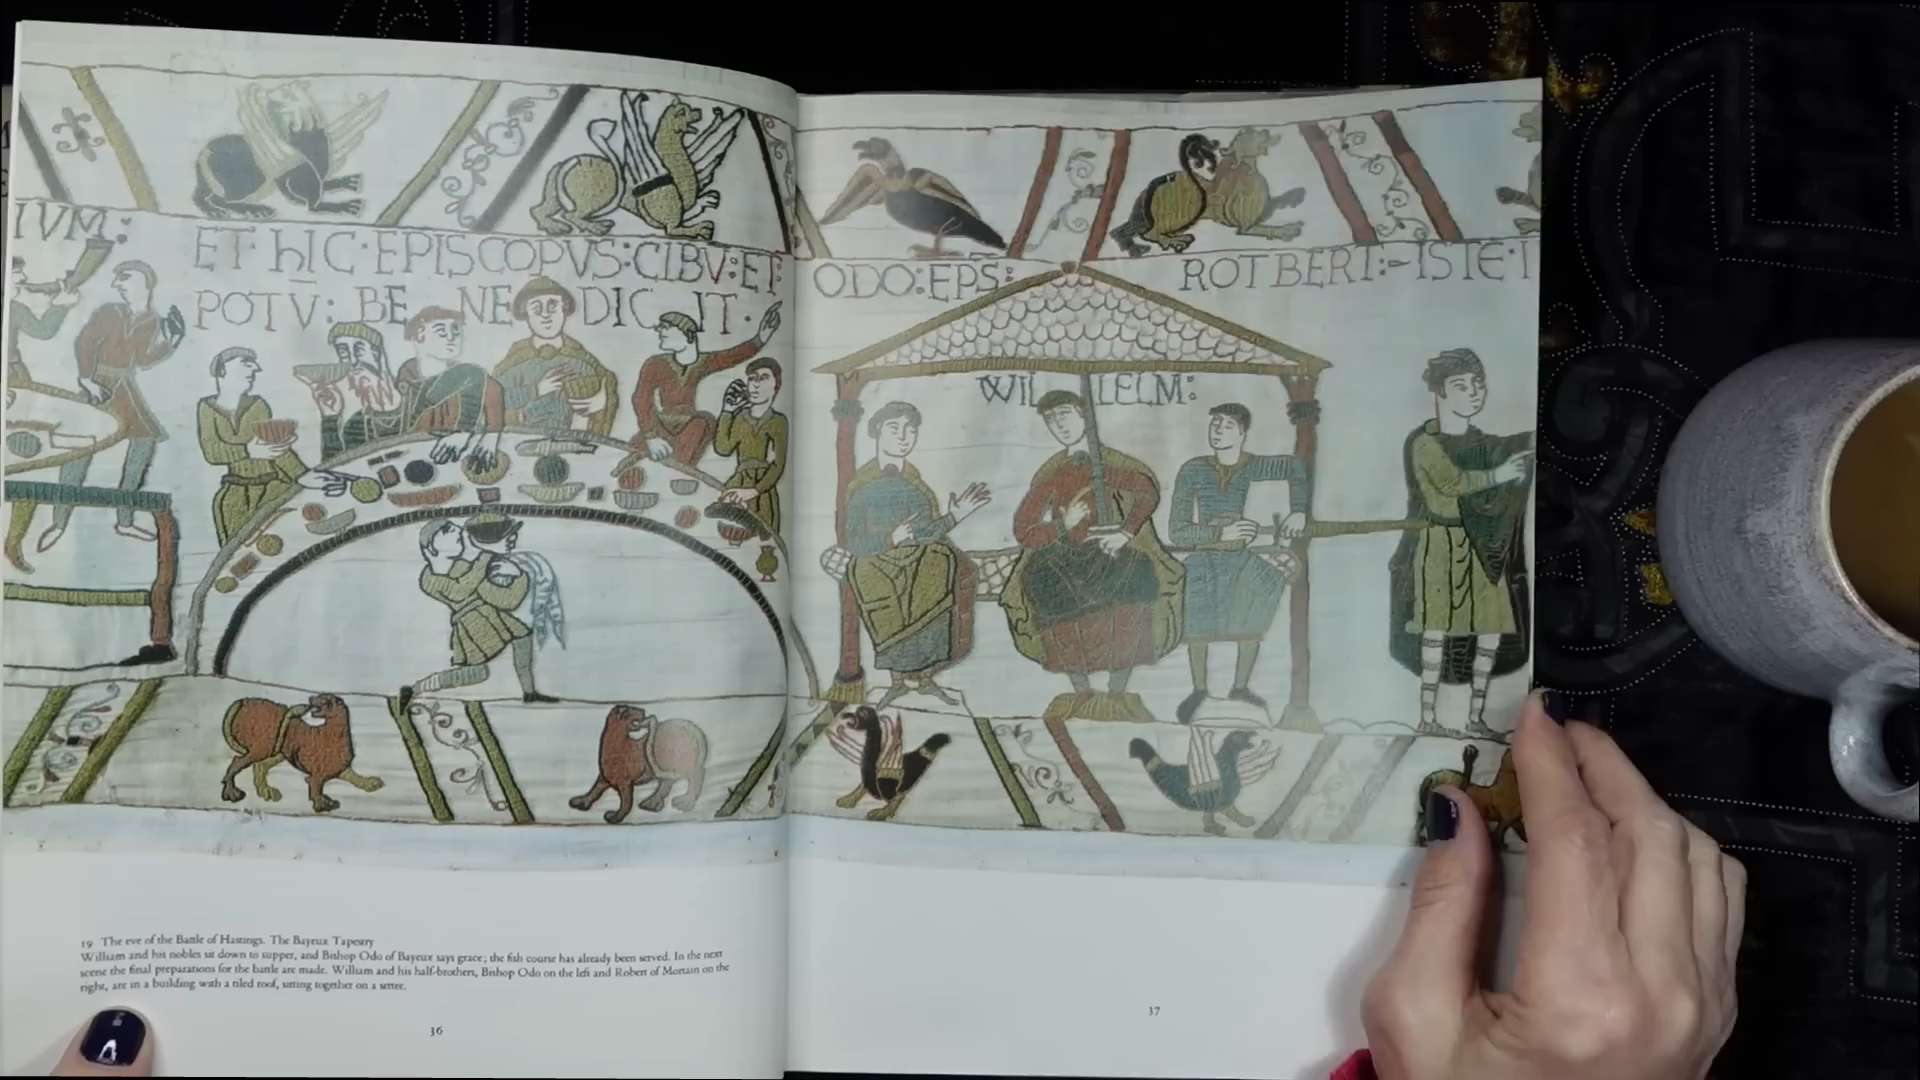 IVM:
ET hIC·EPISCOPVS:CIBV̄:ET:
POTV̄: BENEDICIT.
ODO:EPS̄:
ROTBERT:-ISTE·I
WILLELM:
19 The eve of the Battle of Hastings. The Bayeux Tapestry
William and his nobles sit down to supper, and Bishop Odo of Bayeux says grace; the fish course has already been served. In the next
scene the final preparations for the battle are made. William and his half-brothers, Bishop Odo on the left and Robert of Mortain on the
right, are in a building with a tiled roof, sitting together on a settee.
36
37